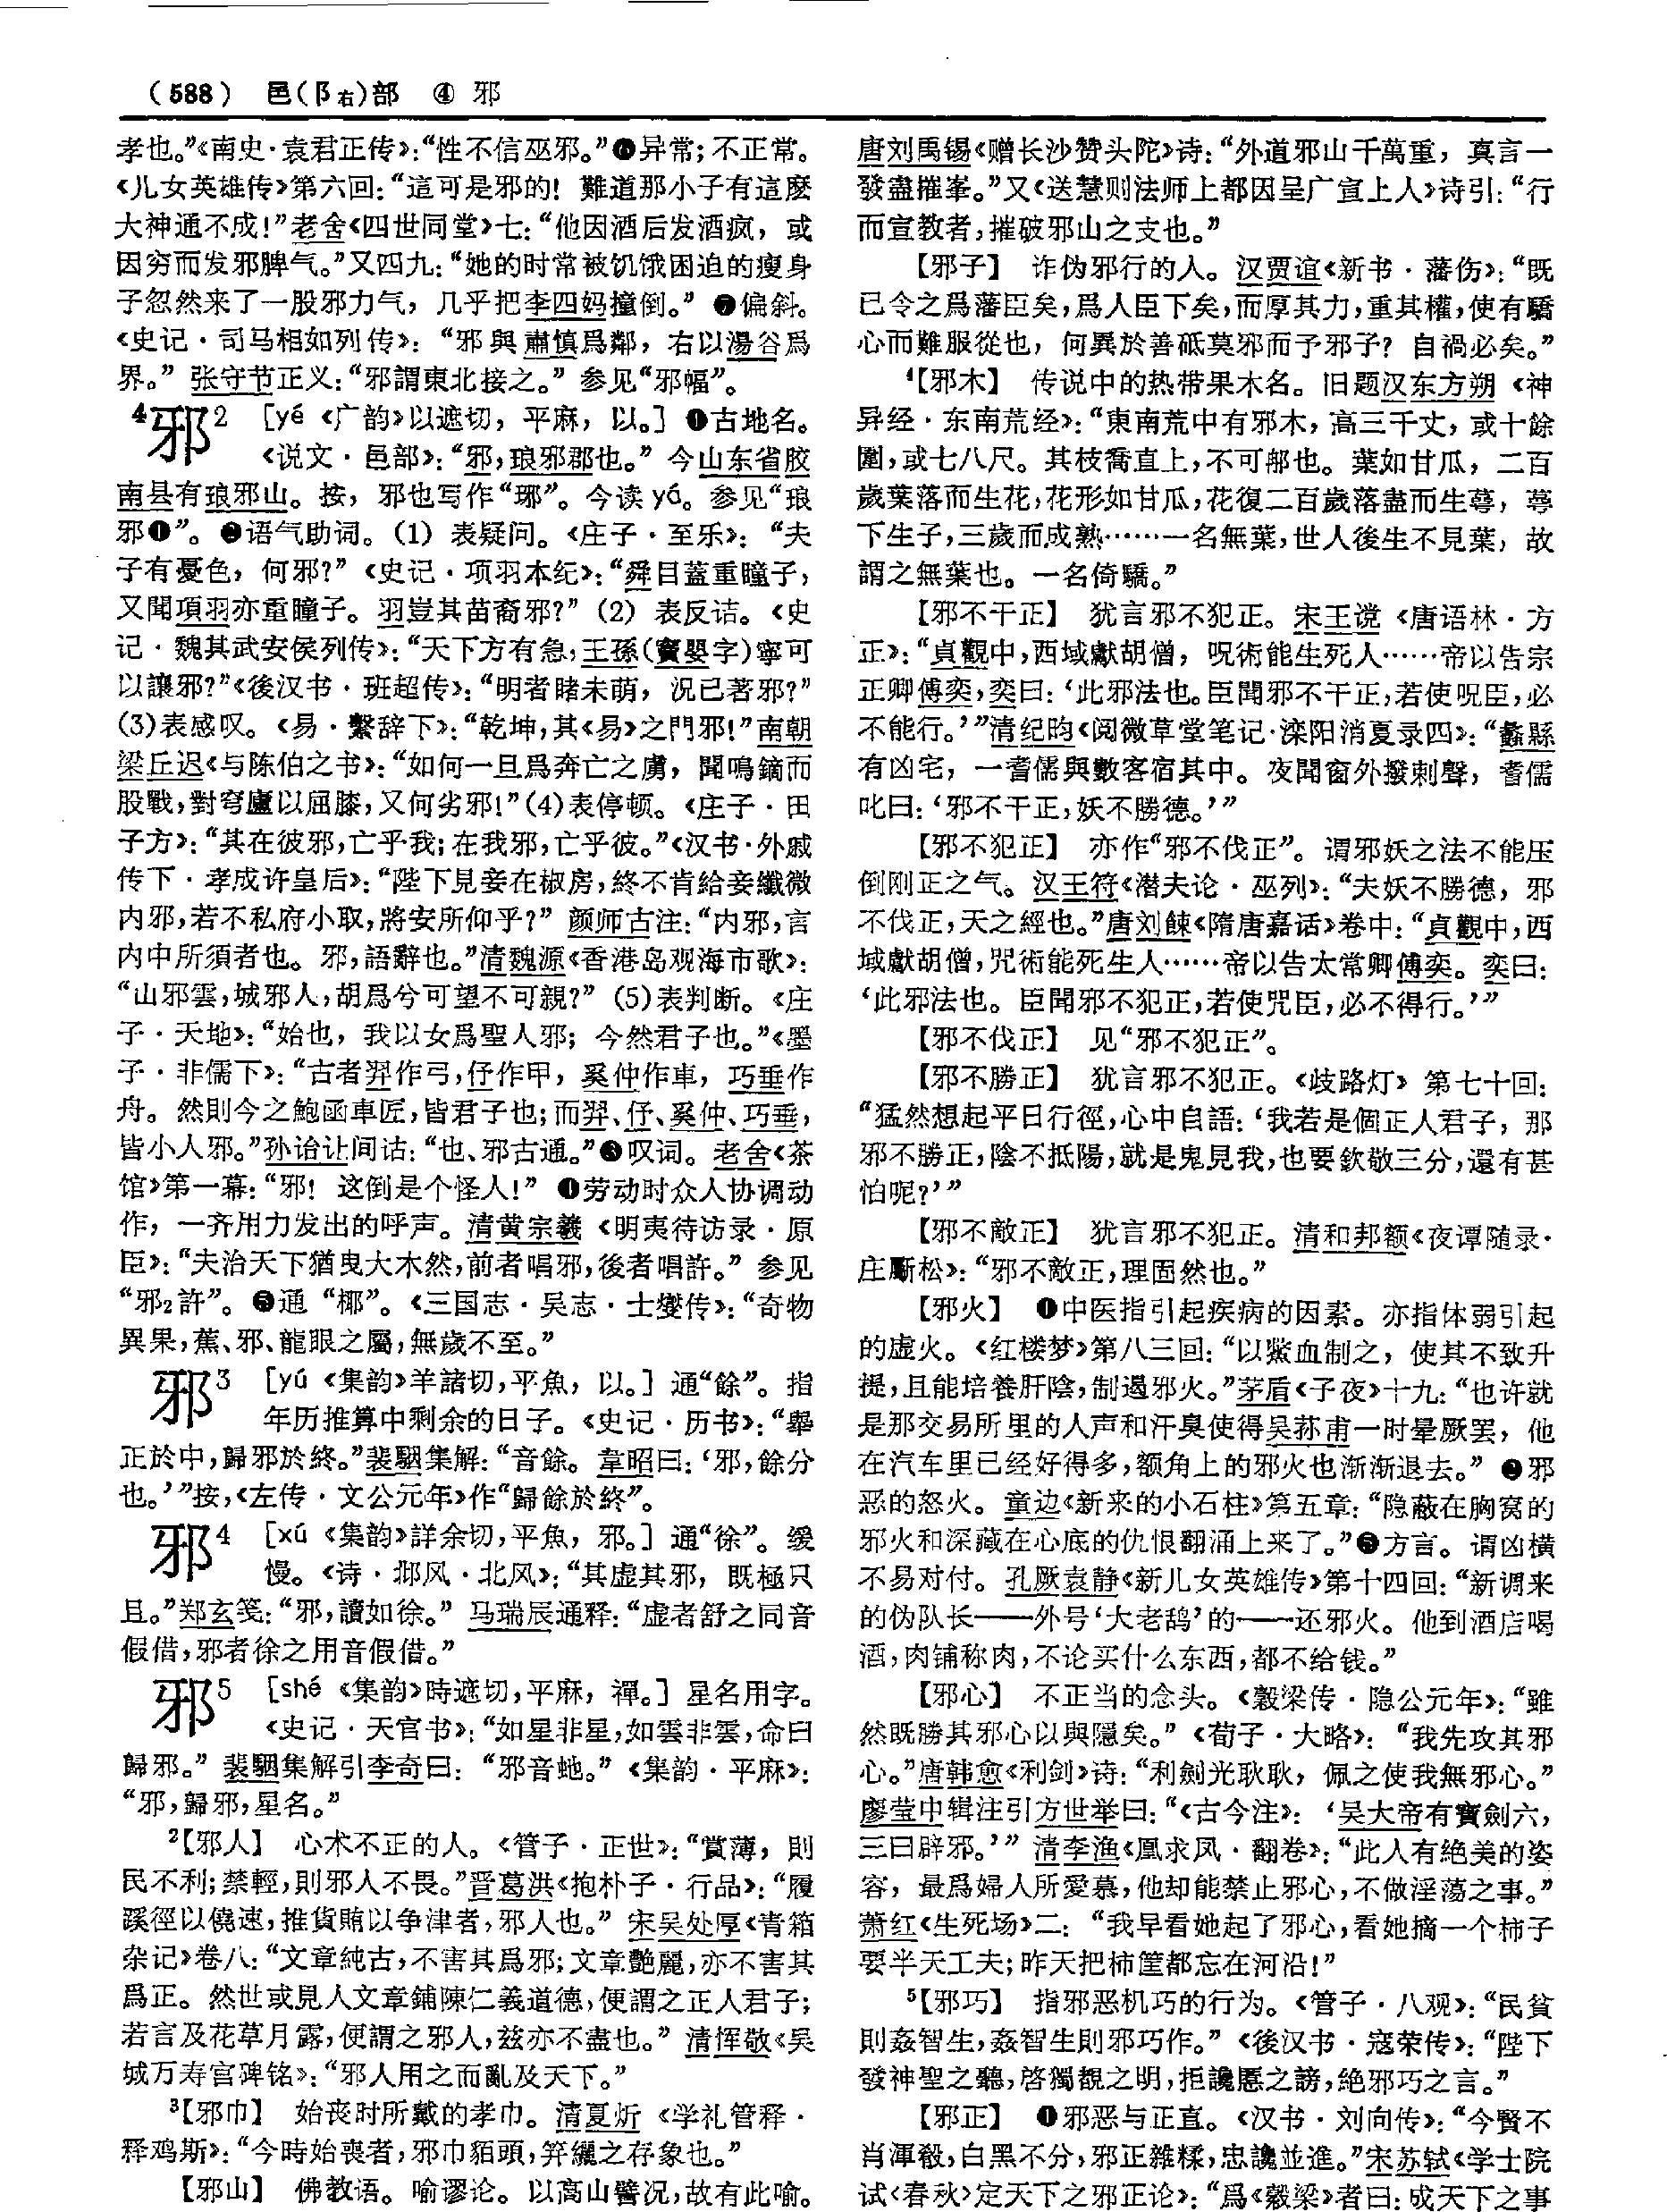 (588) 邑(阝右)部 ④ 邪
孝也。”《南史·袁君正传》:“性不信巫邪。”❻异常;不正常。
《儿女英雄传》第六回:“這可是邪的! 難道那小子有這麽
大神通不成!”老舍《四世同堂》七:“他因酒后发酒疯,或
因穷而发邪脾气。”又四九:“她的时常被饥饿困迫的瘦身
子忽然来了一股邪力气,几乎把李四妈撞倒。” ❼偏斜。
《史记·司马相如列传》:“邪與肅慎爲鄰,右以湯谷爲
界。” 张守节正义:“邪謂東北接之。” 参见“邪幅”。
4邪2 [yé 《广韵》以遮切,平麻,以。] ❶古地名。
《说文·邑部》:“邪,琅邪郡也。” 今山东省胶
南县有琅邪山。按,邪也写作“琊”。今读 yá。参见“琅
邪❶”。❷语气助词。(1) 表疑问。《庄子·至乐》:“夫
子有憂色,何邪?” 《史记·项羽本纪》:“舜目蓋重瞳子,
又聞項羽亦重瞳子。羽豈其苗裔邪?” (2) 表反诘。《史
记·魏其武安侯列传》:“天下方有急,王孫(竇嬰字)寧可
以讓邪?”《後汉书·班超传》:“明者睹未萌,況已著邪?”
(3)表感叹。《易·繫辞下》:“乾坤,其《易》之門邪!”南朝
梁丘迟《与陈伯之书》:“如何一旦爲奔亡之虜,聞鳴鏑而
股戰,對穹廬以屈膝,又何劣邪!”(4)表停顿。《庄子·田
子方》:“其在彼邪,亡乎我;在我邪,亡乎彼。”《汉书·外戚
传下·孝成许皇后》:“陛下見妾在椒房,終不肯給妾纖微
内邪,若不私府小取,將安所仰乎?” 颜师古注:“内邪,言
内中所須者也。邪,語辭也。”清魏源《香港岛观海市歌》:
“山邪雲,城邪人,胡爲兮可望不可親?” (5)表判断。《庄
子·天地》:“始也,我以女爲聖人邪;今然君子也。”《墨
子·非儒下》:“古者羿作弓,伃作甲,奚仲作車,巧垂作
舟。然則今之鮑函車匠,皆君子也;而羿、伃、奚仲、巧垂,
皆小人邪。”孙诒让间诂:“也、邪古通。”❸叹词。老舍《茶
馆》第一幕:“邪! 这倒是个怪人!” ❹劳动时众人协调动
作,一齐用力发出的呼声。清黄宗羲《明夷待访录·原
臣》:“夫治天下猶曳大木然,前者唱邪,後者唱許。” 参见
“邪2許”。❺通“椰”。《三国志·吴志·士燮传》:“奇物
異果,蕉、邪、龍眼之屬,無歲不至。”
邪3 [yú 《集韵》羊諸切,平魚,以。] 通“餘”。指
年历推算中剩余的日子。《史记·历书》:“舉
正於中,歸邪於終。”裴駰集解:“音餘。韋昭曰:‘邪,餘分
也。’”按,《左传·文公元年》作“歸餘於終”。
邪4 [xú 《集韵》詳余切,平魚,邪。] 通“徐”。缓
慢。《诗·邶风·北风》:“其虚其邪,既極只
且。”郑玄笺:“邪,讀如徐。” 马瑞辰通释:“虚者舒之同音
假借,邪者徐之用音假借。”
邪5 [shé 《集韵》時遮切,平麻,禪。] 星名用字。
《史记·天官书》:“如星非星,如雲非雲,命曰
歸邪。” 裴駰集解引李奇曰:“邪音虵。” 《集韵·平麻》:
“邪,歸邪,星名。”
2【邪人】 心术不正的人。《管子·正世》:“賞薄,則
民不利;禁輕,則邪人不畏。”晋葛洪《抱朴子·行品》:“履
蹊徑以僥速,推貨賄以争津者,邪人也。” 宋吴处厚《青箱
杂记》卷八:“文章純古,不害其爲邪;文章艷麗,亦不害其
爲正。然世或見人文章鋪陳仁義道德,便謂之正人君子;
若言及花草月露,便謂之邪人,兹亦不盡也。” 清恽敬《吴
城万寿宫碑铭》:“邪人用之而亂及天下。”
3【邪巾】 始丧时所戴的孝巾。清夏炘《学礼管释·
释鸡斯》:“今時始喪者,邪巾貊頭,笄纚之存象也。”
【邪山】 佛教语。喻谬论。以高山譬况,故有此喻。
唐刘禹锡《赠长沙赞头陀》诗:“外道邪山千萬重,真言一
發盡摧峯。”又《送慧则法师上都因呈广宣上人》诗引:“行
而宣教者,摧破邪山之支也。”
【邪子】 诈伪邪行的人。汉贾谊《新书·藩伤》:“既
已令之爲藩臣矣,爲人臣下矣,而厚其力,重其權,使有驕
心而難服從也,何異於善砥莫邪而予邪子? 自禍必矣。”
4【邪木】 传说中的热带果木名。旧题汉东方朔《神
异经·东南荒经》:“東南荒中有邪木,高三千丈,或十餘
圍,或七八尺。其枝喬直上,不可郍也。葉如甘瓜,二百
歲葉落而生花,花形如甘瓜,花復二百歲落盡而生萼,萼
下生子,三歲而成熟……一名無葉,世人後生不見葉,故
謂之無葉也。一名倚驕。”
【邪不干正】 犹言邪不犯正。宋王谠《唐语林·方
正》:“貞觀中,西域獻胡僧,呪術能生死人……帝以告宗
正卿傅奕,奕曰:‘此邪法也。臣聞邪不干正,若使呪臣,必
不能行。’”清纪昀《阅微草堂笔记·滦阳消夏录四》:“蠡縣
有凶宅,一耆儒與數客宿其中。夜聞窗外撥剌聲,耆儒
叱曰:‘邪不干正,妖不勝德。’”
【邪不犯正】 亦作“邪不伐正”。谓邪妖之法不能压
倒刚正之气。汉王符《潜夫论·巫列》:“夫妖不勝德,邪
不伐正,天之經也。”唐刘餗《隋唐嘉话》卷中:“貞觀中,西
域獻胡僧,咒術能死生人……帝以告太常卿傅奕。奕曰:
‘此邪法也。臣聞邪不犯正,若使咒臣,必不得行。’”
【邪不伐正】 见“邪不犯正”。
【邪不勝正】 犹言邪不犯正。《歧路灯》第七十回:
“猛然想起平日行徑,心中自語:‘我若是個正人君子,那
邪不勝正,陰不抵陽,就是鬼見我,也要欽敬三分,還有甚
怕呢?’”
【邪不敵正】 犹言邪不犯正。清和邦额《夜谭随录·
庄斸松》:“邪不敵正,理固然也。”
【邪火】 ❶中医指引起疾病的因素。亦指体弱引起
的虚火。《红楼梦》第八三回:“以鱉血制之,使其不致升
提,且能培養肝陰,制遏邪火。”茅盾《子夜》十九:“也许就
是那交易所里的人声和汗臭使得吴荪甫一时晕厥罢,他
在汽车里已经好得多,额角上的邪火也渐渐退去。” ❷邪
恶的怒火。童边《新来的小石柱》第五章:“隐蔽在胸窝的
邪火和深藏在心底的仇恨翻涌上来了。”❸方言。谓凶横
不易对付。孔厥袁静《新儿女英雄传》第十四回:“新调来
的伪队长——外号‘大老鸹’的——还邪火。他到酒店喝
酒,肉铺称肉,不论买什么东西,都不给钱。”
【邪心】 不正当的念头。《穀梁传·隐公元年》:“雖
然既勝其邪心以與隱矣。” 《荀子·大略》:“我先攻其邪
心。”唐韩愈《利剑》诗:“利劍光耿耿,佩之使我無邪心。”
廖莹中辑注引方世举曰:“《古今注》:‘吴大帝有寶劍六,
三曰辟邪。’” 清李渔《凰求凤·翻卷》:“此人有絶美的姿
容,最爲婦人所愛慕,他却能禁止邪心,不做淫蕩之事。”
萧红《生死场》二:“我早看她起了邪心,看她摘一个柿子
要半天工夫;昨天把柿筐都忘在河沿!”
5【邪巧】 指邪恶机巧的行为。《管子·八观》:“民貧
則姦智生,姦智生則邪巧作。” 《後汉书·寇荣传》:“陛下
發神聖之聽,啓獨覩之明,拒讒慝之謗,絶邪巧之言。”
【邪正】 ❶邪恶与正直。《汉书·刘向传》:“今賢不
肖渾殽,白黑不分,邪正雜糅,忠讒並進。”宋苏轼《学士院
试〈春秋〉定天下之邪正论》:“爲《穀梁》者曰:成天下之事